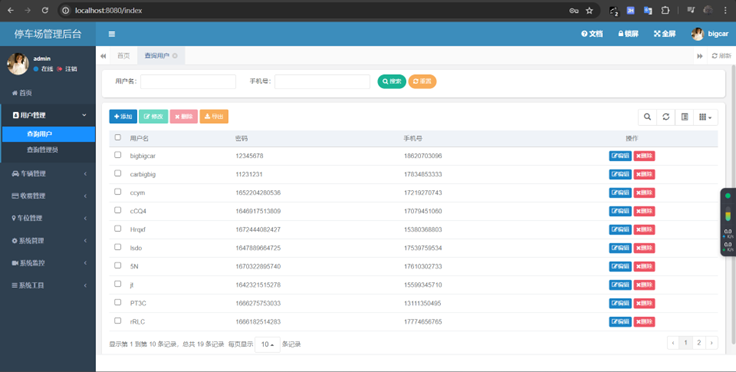 localhost:8080/index
停车场管理后台
文档 锁屏 全屏 bigcar
admin
在线 注销
首页 查询用户 刷新
首页
用户管理
查询用户
查询管理员
车辆管理
收费管理
车位管理
系统管理
系统监控
系统工具
用户名： 手机号： 搜索 重置
添加 修改 删除 导出
用户名 密码 手机号 操作
bigbigcar 12345678 18620703096 编辑 删除
carbigbig 11231231 17834853333 编辑 删除
ccym 1652204280536 17219270743 编辑 删除
cCQ4 1646917513809 17079451060 编辑 删除
Hrqxf 1672444082427 15380368803 编辑 删除
lsdo 1647889664725 17539759534 编辑 删除
5N 1670322695740 17610302733 编辑 删除
jf 1642321515278 15599345710 编辑 删除
PT3C 1666275753033 13111350495 编辑 删除
rRLC 1666182514283 17774656765 编辑 删除
显示第 1 到第 10 条记录，总共 19 条记录 每页显示 10 条记录
‹ 1 2 ›
0.0
0.0